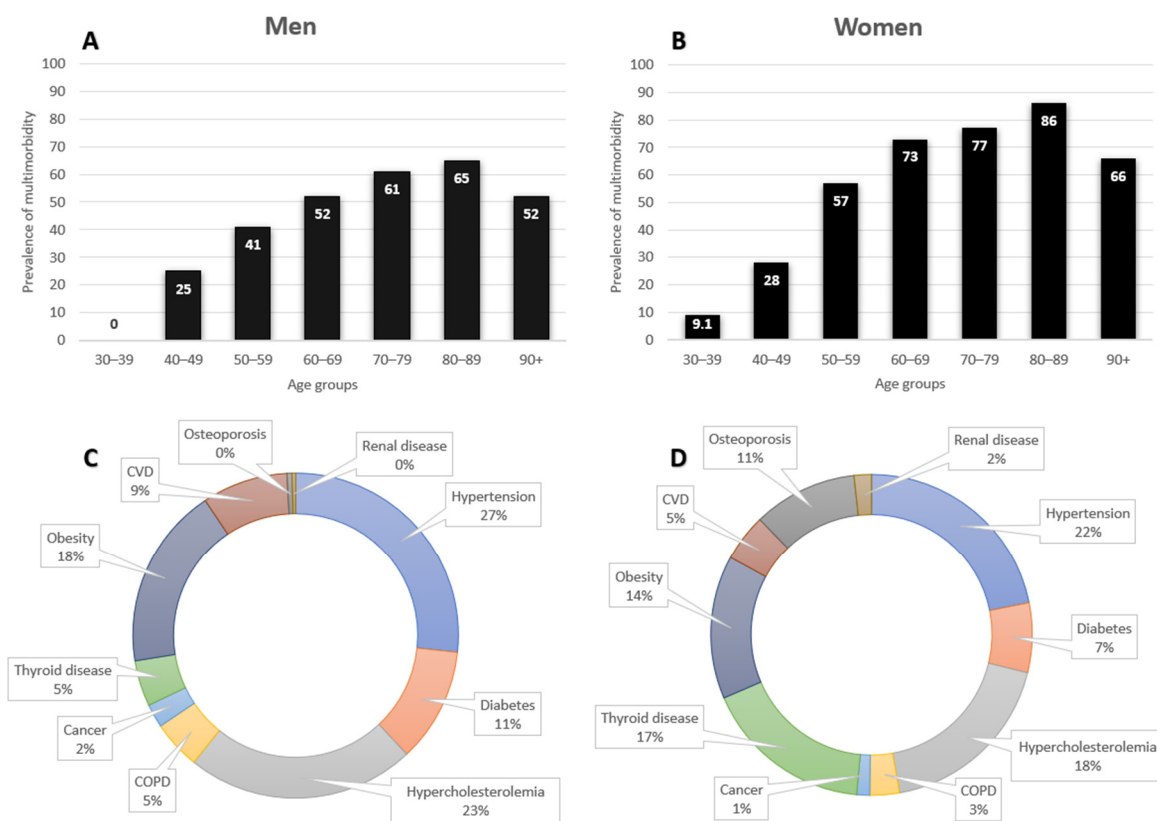 Men
A
Prevalence of multimorbidity
100
90
80
70
60
50
40
30
20
10
0
0
25
41
52
61
65
52
30–39
40–49
50–59
60–69
70–79
80–89
90+
Age groups
Women
B
Prevalence of multimorbidity
100
90
80
70
60
50
40
30
20
10
0
9.1
28
57
73
77
86
66
30–39
40–49
50–59
60–69
70–79
80–89
90+
Age groups
C
Osteoporosis
0%
Renal disease
0%
CVD
9%
Hypertension
27%
Obesity
18%
Thyroid disease
5%
Diabetes
11%
Cancer
2%
COPD
5%
Hypercholesterolemia
23%
D
Osteoporosis
11%
Renal disease
2%
CVD
5%
Hypertension
22%
Obesity
14%
Diabetes
7%
Thyroid disease
17%
Hypercholesterolemia
18%
Cancer
1%
COPD
3%